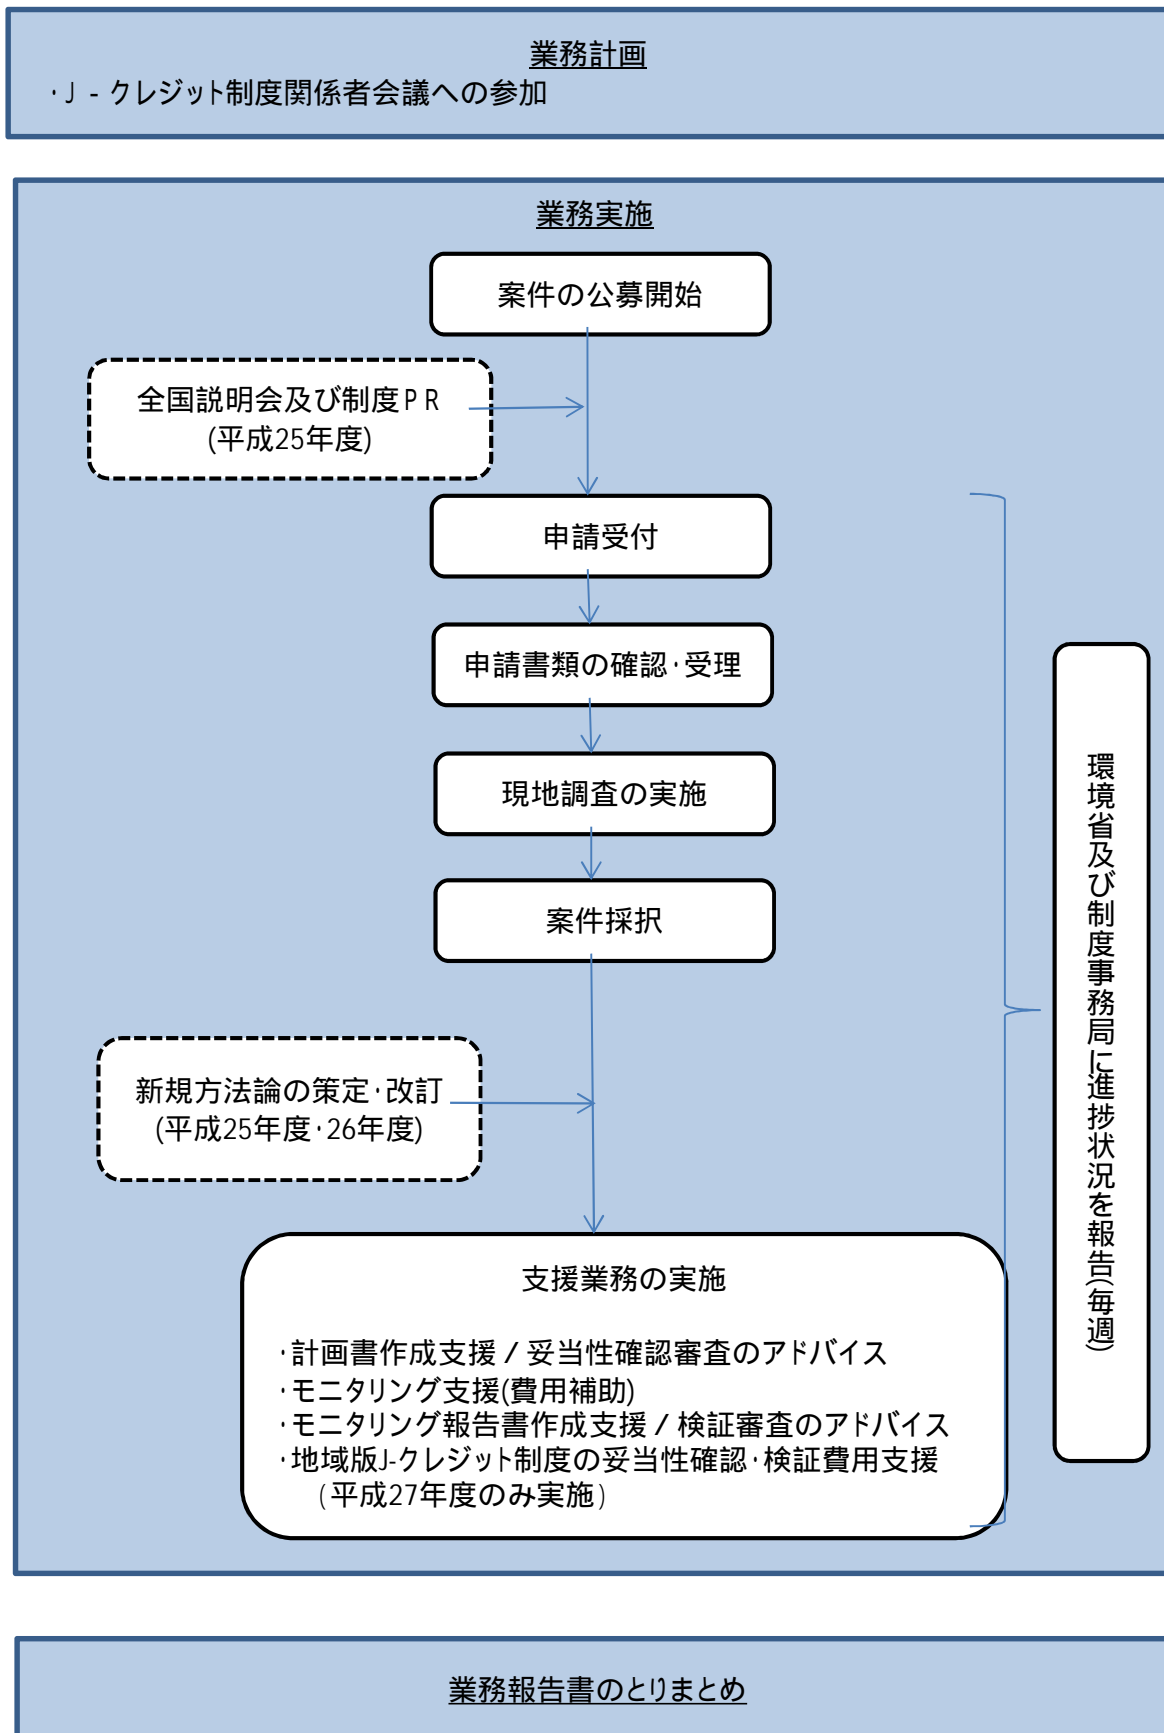 業務計画
・J-クレジット制度関係者会議への参加
業務実施
案件の公募開始
全国説明会及び制度PR
(平成25年度)
申請受付
申請書類の確認・受理
現地調査の実施
案件採択
新規方法論の策定・改訂
(平成25年度・26年度)
支援業務の実施
・計画書作成支援/妥当性確認審査のアドバイス
・モニタリング支援(費用補助)
・モニタリング報告書作成支援/検証審査のアドバイス
・地域版J-クレジット制度の妥当性確認・検証費用支援
(平成27年度のみ実施)
環境省及び制度事務局に進捗状況を報告(毎週)
業務報告書のとりまとめ